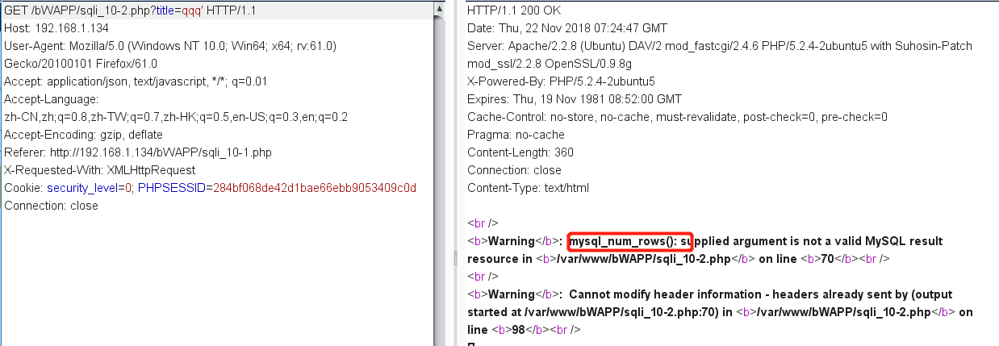 GET /bWAPP/sqli_10-2.php?title=qqq' HTTP/1.1
Host: 192.168.1.134
User-Agent: Mozilla/5.0 (Windows NT 10.0; Win64; x64; rv:61.0)
Gecko/20100101 Firefox/61.0
Accept: application/json, text/javascript, */*; q=0.01
Accept-Language:
zh-CN,zh;q=0.8,zh-TW;q=0.7,zh-HK;q=0.5,en-US;q=0.3,en;q=0.2
Accept-Encoding: gzip, deflate
Referer: http://192.168.1.134/bWAPP/sqli_10-1.php
X-Requested-With: XMLHttpRequest
Cookie: security_level=0; PHPSESSID=284bf068de42d1bae66ebb9053409c0d
Connection: close
HTTP/1.1 200 OK
Date: Thu, 22 Nov 2018 07:24:47 GMT
Server: Apache/2.2.8 (Ubuntu) DAV/2 mod_fastcgi/2.4.6 PHP/5.2.4-2ubuntu5 with Suhosin-Patch
mod_ssl/2.2.8 OpenSSL/0.9.8g
X-Powered-By: PHP/5.2.4-2ubuntu5
Expires: Thu, 19 Nov 1981 08:52:00 GMT
Cache-Control: no-store, no-cache, must-revalidate, post-check=0, pre-check=0
Pragma: no-cache
Content-Length: 360
Connection: close
Content-Type: text/html
<br />
<b>Warning</b>:  mysql_num_rows(): supplied argument is not a valid MySQL result
resource in <b>/var/www/bWAPP/sqli_10-2.php</b> on line <b>70</b><br />
<br />
<b>Warning</b>:  Cannot modify header information - headers already sent by (output
started at /var/www/bWAPP/sqli_10-2.php:70) in <b>/var/www/bWAPP/sqli_10-2.php</b> on
line <b>98</b><br />